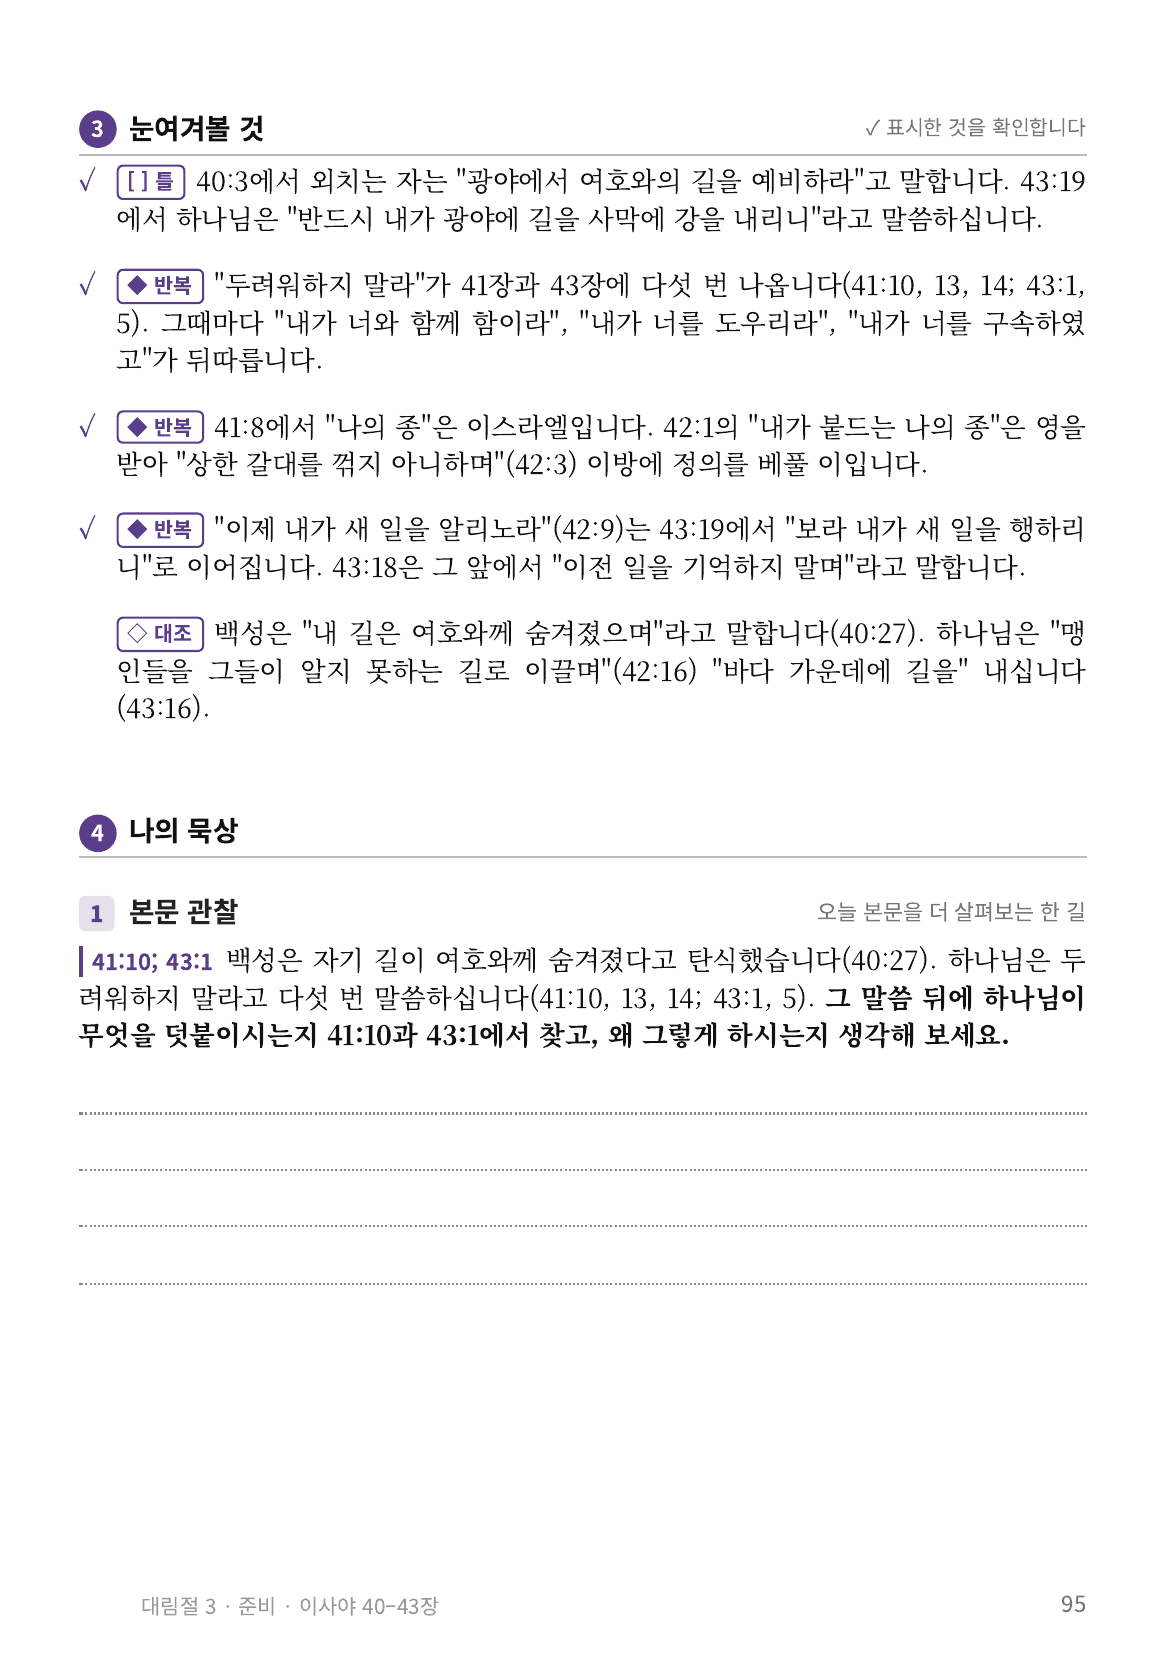 3 눈여겨볼 것 ✓ 표시한 것을 확인합니다
✓ [ ] 틀 40:3에서 외치는 자는 "광야에서 여호와의 길을 예비하라"고 말합니다. 43:19
에서 하나님은 "반드시 내가 광야에 길을 사막에 강을 내리니"라고 말씀하십니다.
✓ ◆ 반복 "두려워하지 말라"가 41장과 43장에 다섯 번 나옵니다(41:10, 13, 14; 43:1,
5). 그때마다 "내가 너와 함께 함이라", "내가 너를 도우리라", "내가 너를 구속하였
고"가 뒤따릅니다.
✓ ◆ 반복 41:8에서 "나의 종"은 이스라엘입니다. 42:1의 "내가 붙드는 나의 종"은 영을
받아 "상한 갈대를 꺾지 아니하며"(42:3) 이방에 정의를 베풀 이입니다.
✓ ◆ 반복 "이제 내가 새 일을 알리노라"(42:9)는 43:19에서 "보라 내가 새 일을 행하리
니"로 이어집니다. 43:18은 그 앞에서 "이전 일을 기억하지 말며"라고 말합니다.
◇ 대조 백성은 "내 길은 여호와께 숨겨졌으며"라고 말합니다(40:27). 하나님은 "맹
인들을 그들이 알지 못하는 길로 이끌며"(42:16) "바다 가운데에 길을" 내십니다
(43:16).
4 나의 묵상
1 본문 관찰 오늘 본문을 더 살펴보는 한 길
41:10; 43:1 백성은 자기 길이 여호와께 숨겨졌다고 탄식했습니다(40:27). 하나님은 두
려워하지 말라고 다섯 번 말씀하십니다(41:10, 13, 14; 43:1, 5). 그 말씀 뒤에 하나님이
무엇을 덧붙이시는지 41:10과 43:1에서 찾고, 왜 그렇게 하시는지 생각해 보세요.
대림절 3 · 준비 · 이사야 40–43장 95